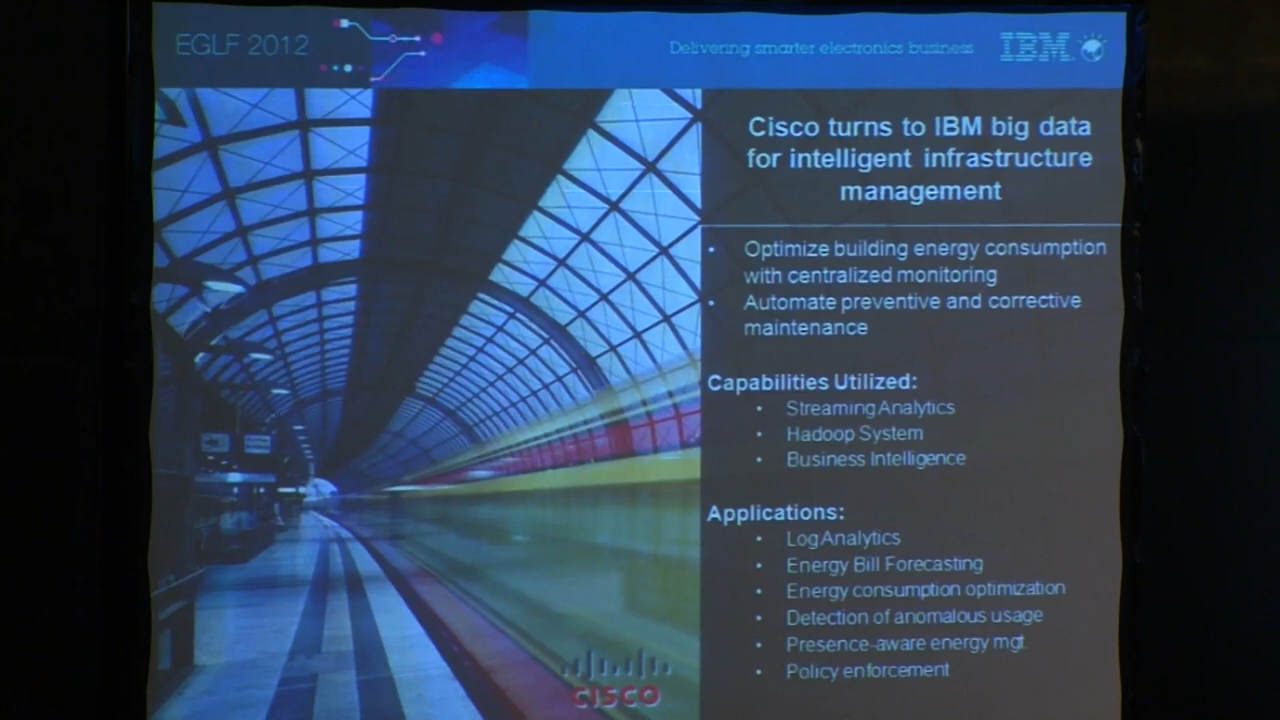 EGLF 2012
Delivering smarter electronics business
IBM
Cisco turns to IBM big data
for intelligent infrastructure
management
• Optimize building energy consumption
with centralized monitoring
• Automate preventive and corrective
maintenance
Capabilities Utilized:
• Streaming Analytics
• Hadoop System
• Business Intelligence
Applications:
• Log Analytics
• Energy Bill Forecasting
• Energy consumption optimization
• Detection of anomalous usage
• Presence-aware energy mgt.
• Policy enforcement
CISCO